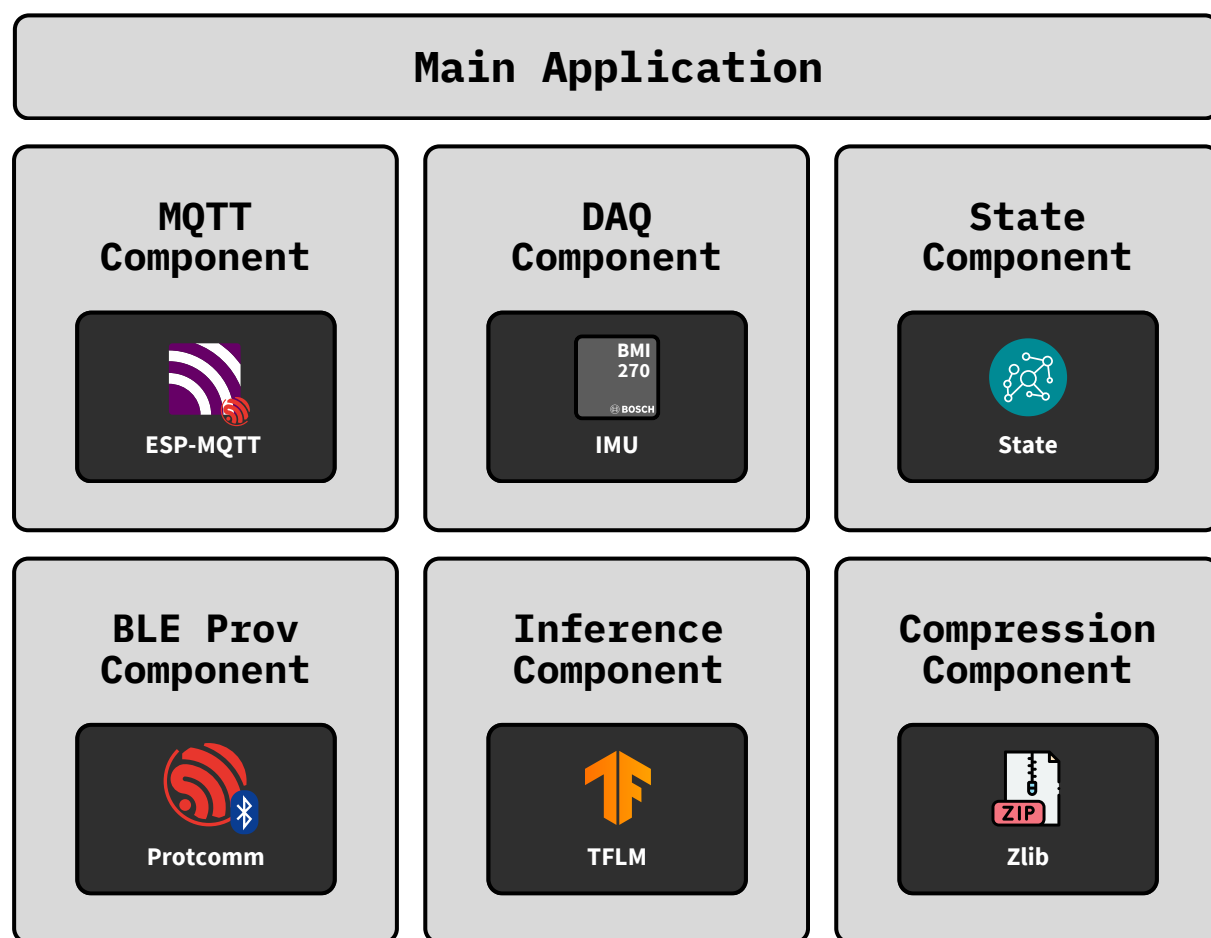 Main Application
MQTT
Component
ESP-MQTT
DAQ
Component
BMI
270
BOSCH
IMU
State
Component
State
BLE Prov
Component
Protcomm
Inference
Component
TFLM
Compression
Component
ZIP
Zlib